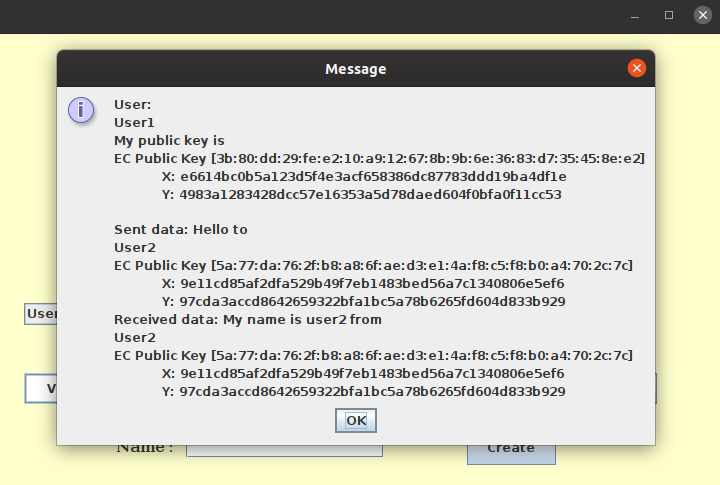 Message
User:
User1
My public key is
EC Public Key [3b:80:dd:29:fe:e2:10:a9:12:67:8b:9b:6e:36:83:d7:35:45:8e:e2]
X: e6614bc0b5a123d5f4e3acf658386dc87783ddd19ba4df1e
Y: 4983a1283428dcc57e16353a5d78daed604f0bfa0f11cc53
Sent data: Hello to
User2
EC Public Key [5a:77:da:76:2f:b8:a8:6f:ae:d3:e1:4a:f8:c5:f8:b0:a4:70:2c:7c]
X: 9e11cd85af2dfa529b49f7eb1483bed56a7c1340806e5ef6
Y: 97cda3accd8642659322bfa1bc5a78b6265fd604d833b929
Received data: My name is user2 from
User2
EC Public Key [5a:77:da:76:2f:b8:a8:6f:ae:d3:e1:4a:f8:c5:f8:b0:a4:70:2c:7c]
X: 9e11cd85af2dfa529b49f7eb1483bed56a7c1340806e5ef6
Y: 97cda3accd8642659322bfa1bc5a78b6265fd604d833b929
User
V
OK
Name :
Create